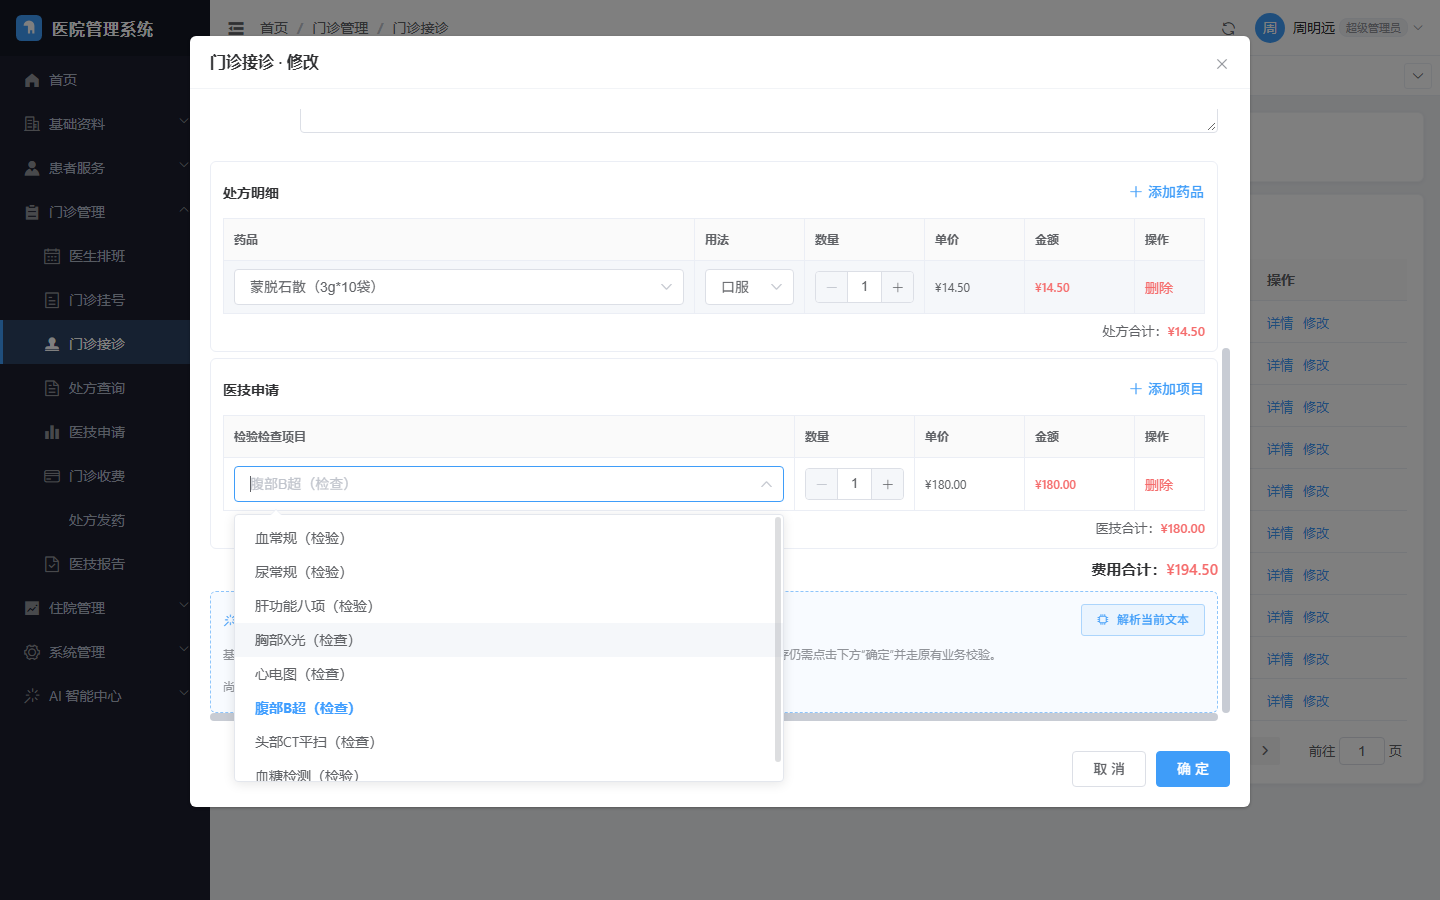 医院管理系统
首页 / 门诊管理 / 门诊接诊
周 周明远 超级管理员
首页
基础资料
患者服务
门诊管理
医生排班
门诊挂号
门诊接诊
处方查询
医技申请
门诊收费
处方发药
医技报告
住院管理
系统管理
AI 智能中心
门诊接诊 · 修改
处方明细
添加药品
药品 用法 数量 单价 金额 操作
蒙脱石散（3g*10袋） 口服 1 ¥14.50 ¥14.50 删除
处方合计：¥14.50
医技申请
添加项目
检验检查项目 数量 单价 金额 操作
腹部B超（检查） 1 ¥180.00 ¥180.00 删除
医技合计：¥180.00
费用合计：¥194.50
血常规（检验）
尿常规（检验）
肝功能八项（检验）
胸部X光（检查）
心电图（检查）
腹部B超（检查）
头部CT平扫（检查）
血糖检测（检验）
解析当前文本
基
仍需点击下方“确定”并走原有业务校验。
尚
取 消 确 定
操作
详情 修改
详情 修改
详情 修改
详情 修改
详情 修改
详情 修改
详情 修改
详情 修改
详情 修改
详情 修改
前往 1 页